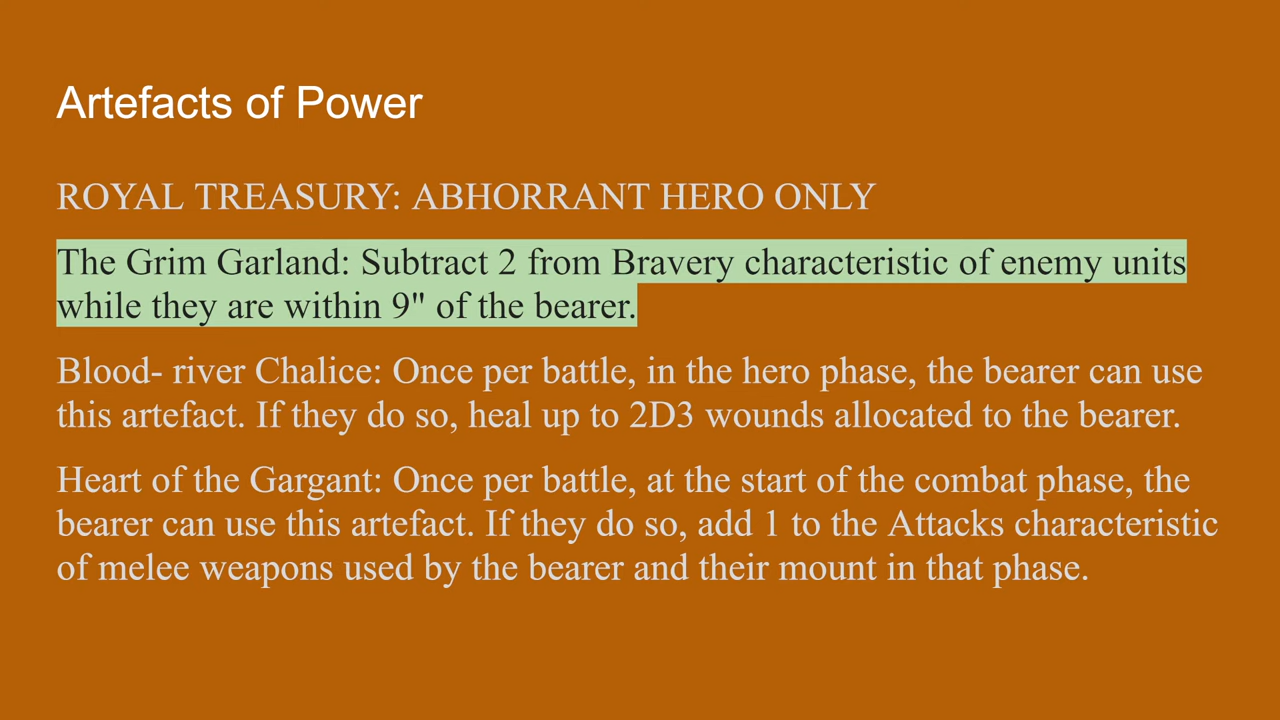 Artefacts of Power
ROYAL TREASURY: ABHORRANT HERO ONLY
The Grim Garland: Subtract 2 from Bravery characteristic of enemy units
while they are within 9" of the bearer.
Blood- river Chalice: Once per battle, in the hero phase, the bearer can use
this artefact. If they do so, heal up to 2D3 wounds allocated to the bearer.
Heart of the Gargant: Once per battle, at the start of the combat phase, the
bearer can use this artefact. If they do so, add 1 to the Attacks characteristic
of melee weapons used by the bearer and their mount in that phase.